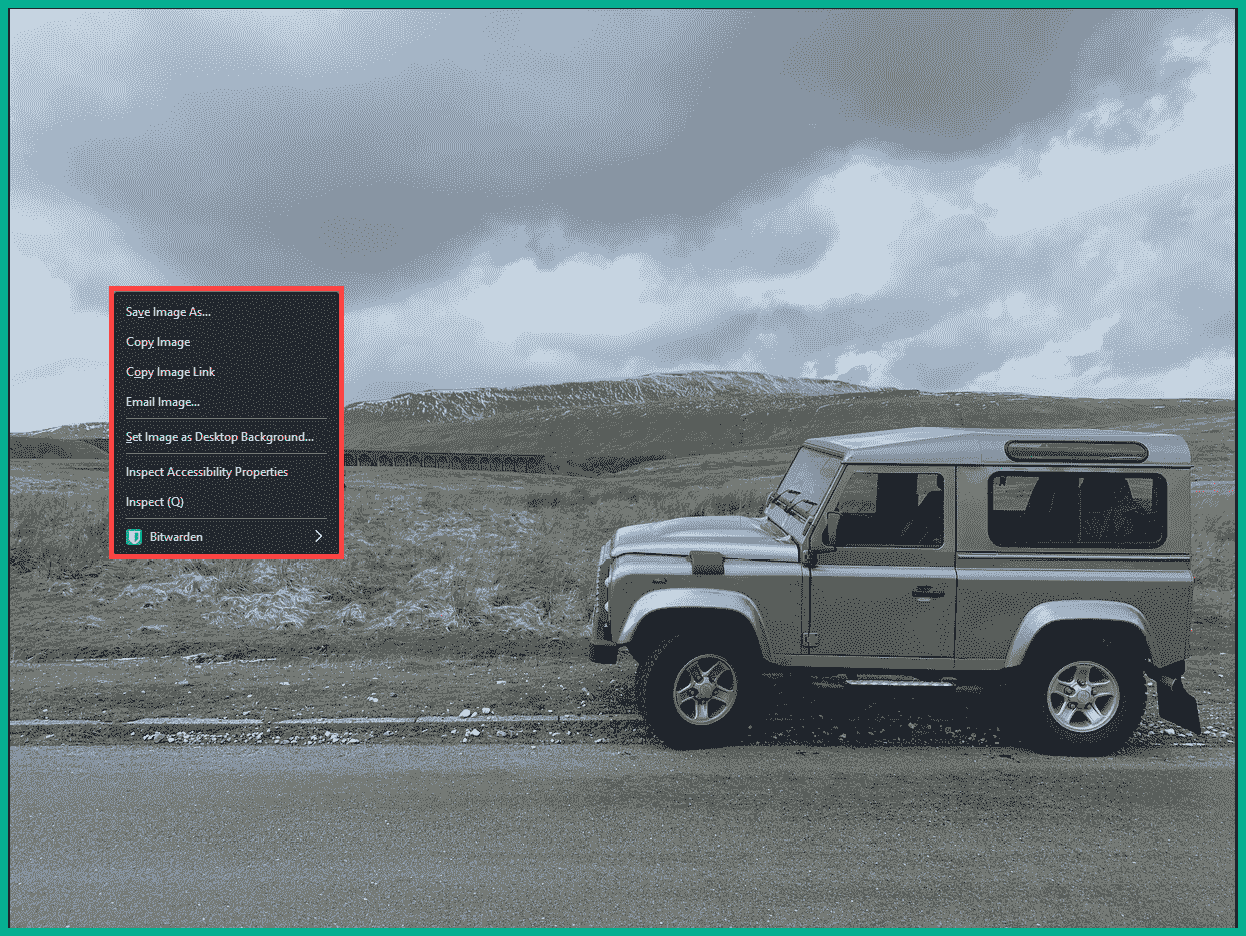 Save Image As...
Copy Image
Copy Image Link
Email Image...
Set Image as Desktop Background...
Inspect Accessibility Properties
Inspect (Q)
Bitwarden